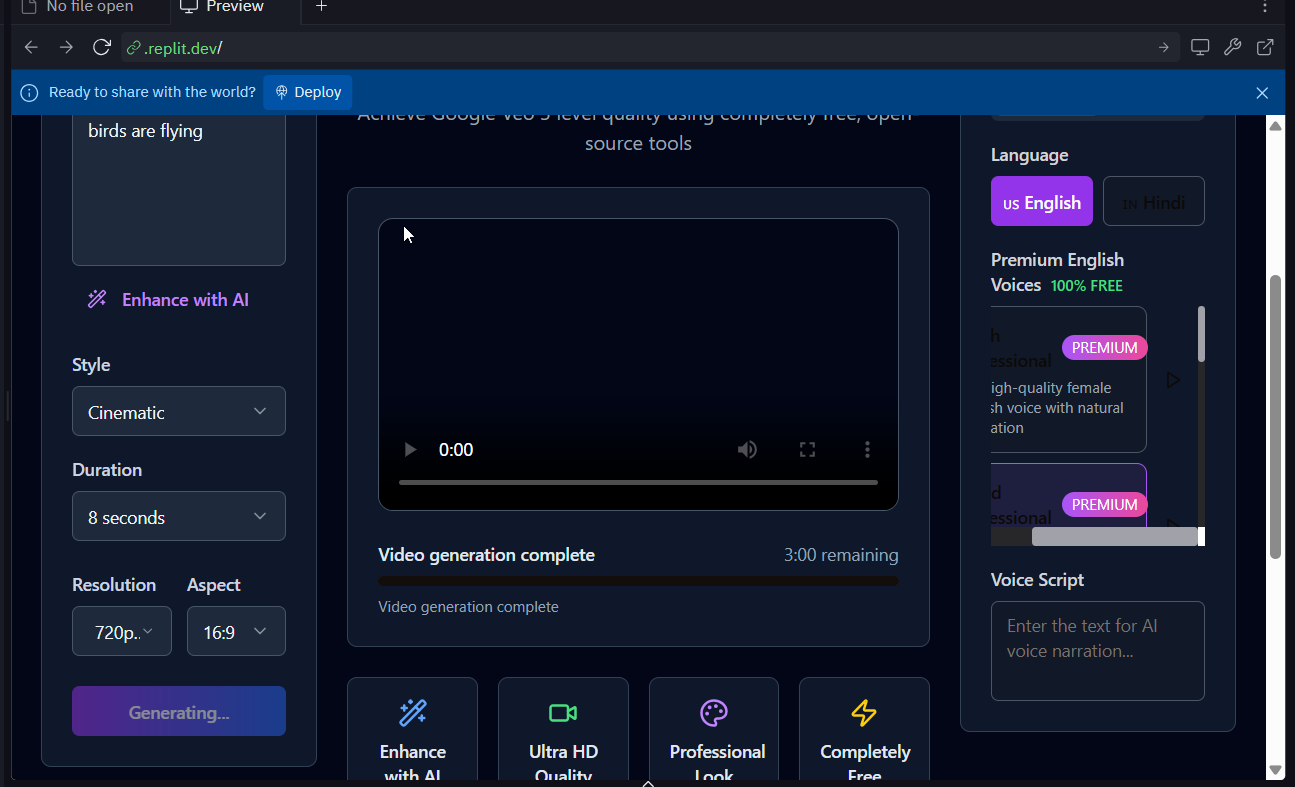 No file open
Preview
.replit.dev/
Ready to share with the world?
Deploy
birds are flying
Enhance with AI
Style
Cinematic
Duration
8 seconds
Resolution
Aspect
720p..
16:9
Generating...
Achieve Google Veo 3 level quality using completely free, open
source tools
0:00
Video generation complete
3:00 remaining
Video generation complete
Enhance
with AI
Ultra HD
Quality
Professional
Look
Completely
Free
Language
US English
IN Hindi
Premium English
Voices 100% FREE
h
essional
PREMIUM
igh-quality female
sh voice with natural
ation
d
essional
PREMIUM
Voice Script
Enter the text for AI
voice narration...